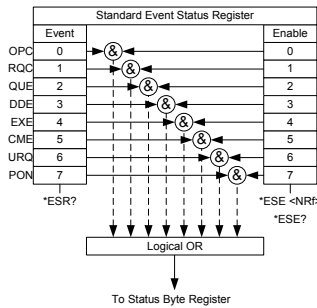 Standard Event Status Register
Event Enable
OPC 0 & 0
RQC 1 & 1
QUE 2 & 2
DDE 3 & 3
EXE 4 & 4
CME 5 & 5
URQ 6 & 6
PON 7 & 7
*ESR? *ESE <NRf>
*ESE?
Logical OR
To Status Byte Register